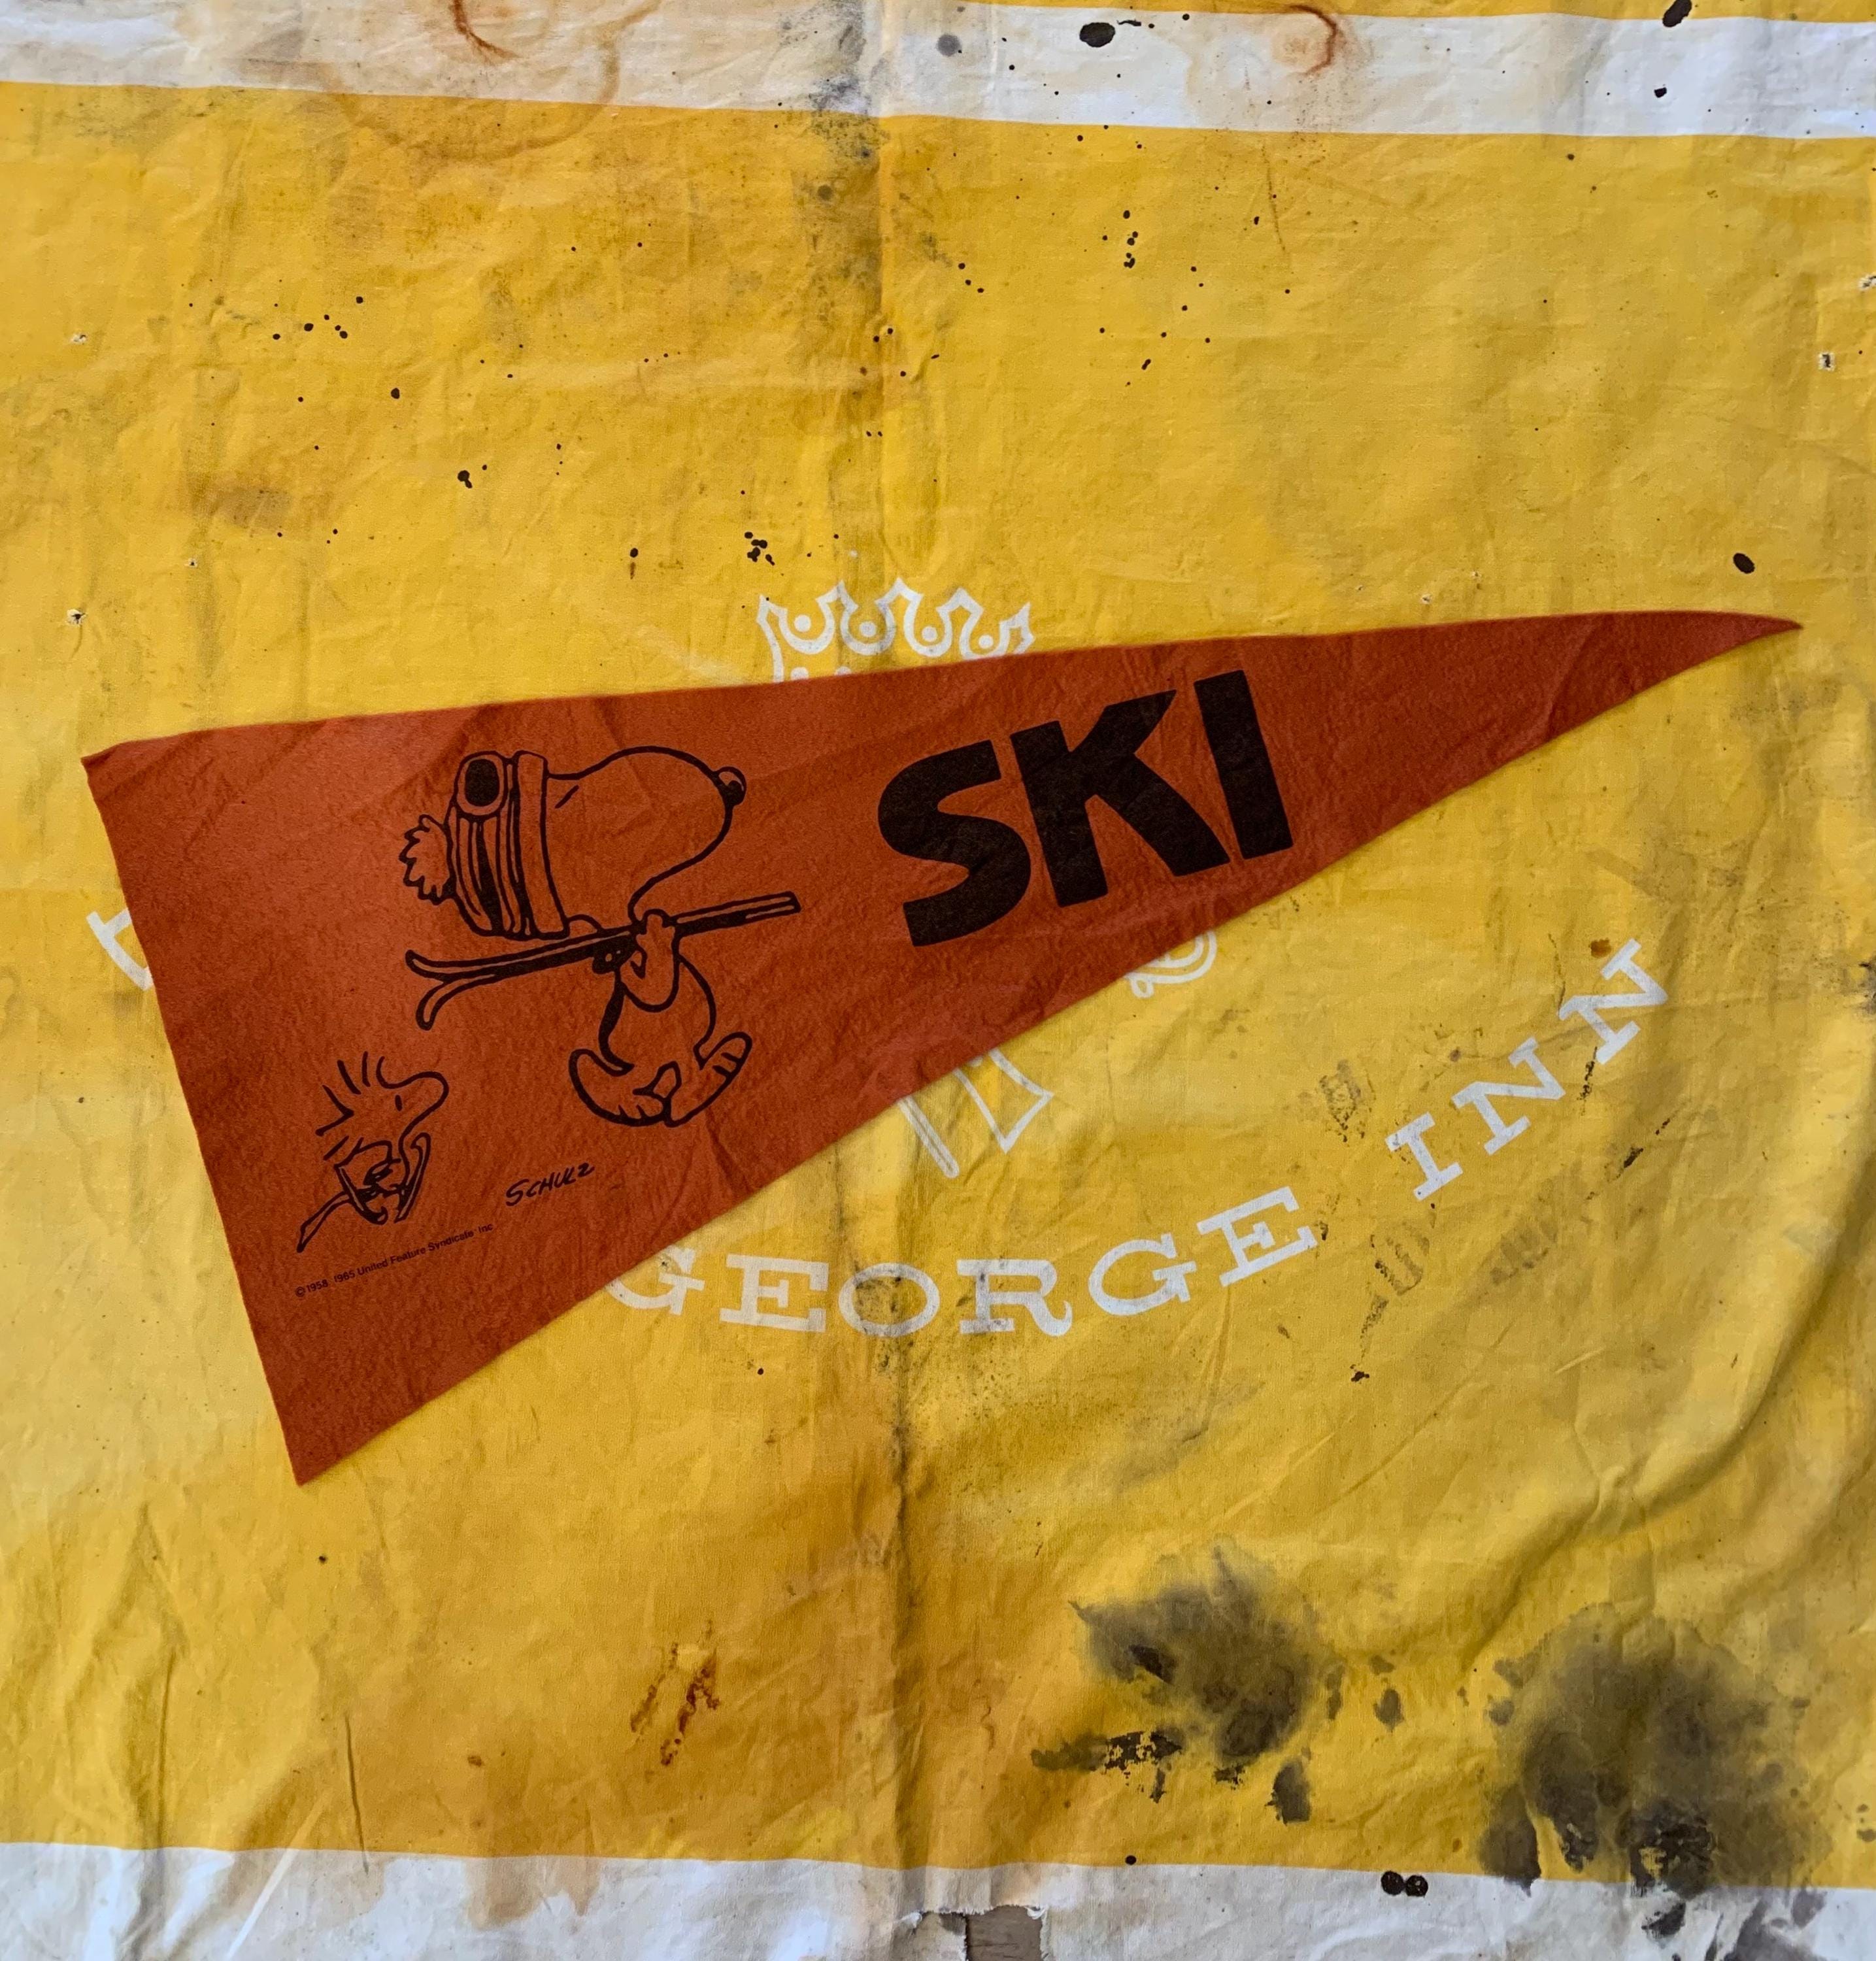 SKI
SCHULZ
© 1958, 1965 United Feature Syndicate Inc
GEORGE INN